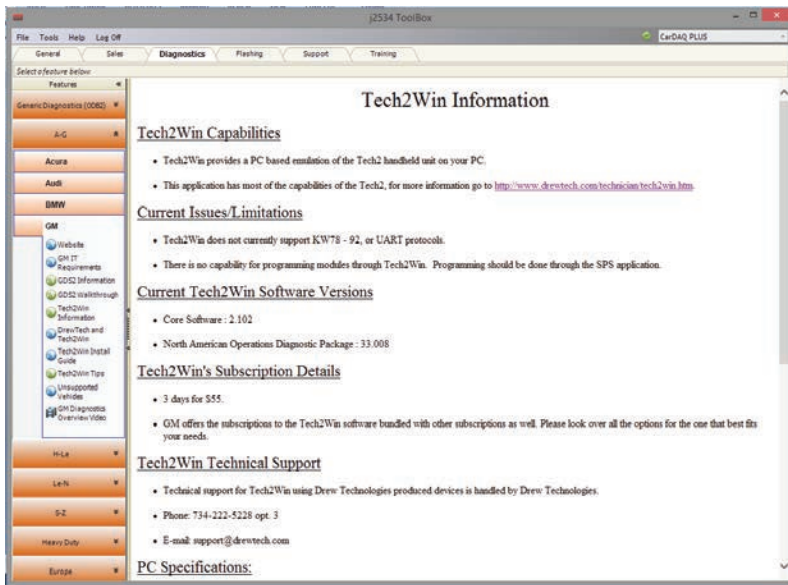 j2534 ToolBox
File Tools Help Log Off
CarDAQ PLUS
General Sales Diagnostics Flashing Support Training
Select a feature below
Features
Generic Diagnostics (ODB2)
A-G
Acura
Audi
BMW
GM
Website
GM IT
Requirements
GDS2 Information
GDS2 Walkthrough
Tech2Win
Information
DrewTech and
Tech2Win
Tech2Win Install
Guide
Tech2Win Tips
Unsupported
Vehicles
GM Diagnostics
Overview Video
H-La
Le-N
S-Z
Heavy Duty
Europe
Tech2Win Information
Tech2Win Capabilities
• Tech2Win provides a PC based emulation of the Tech2 handheld unit on your PC.
• This application has most of the capabilities of the Tech2, for more information go to http://www.drewtech.com/technician/tech2win.htm.
Current Issues/Limitations
• Tech2Win does not currently support KW78 - 92, or UART protocols.
• There is no capability for programming modules through Tech2Win. Programming should be done through the SPS application.
Current Tech2Win Software Versions
• Core Software : 2.102
• North American Operations Diagnostic Package : 33.008
Tech2Win's Subscription Details
• 3 days for $55.
• GM offers the subscriptions to the Tech2Win software bundled with other subscriptions as well. Please look over all the options for the one that best fits
your needs.
Tech2Win Technical Support
• Technical support for Tech2Win using Drew Technologies produced devices is handled by Drew Technologies.
• Phone: 734-222-5228 opt. 3
• E-mail: support@drewtech.com
PC Specifications: